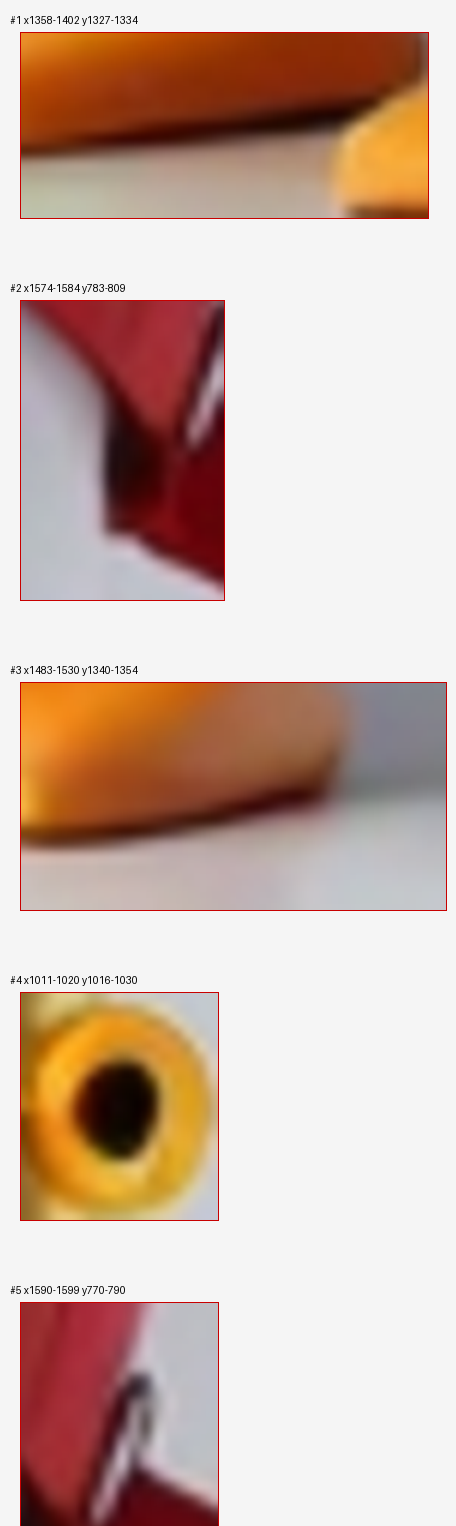 #1 x1358-1402 y1327-1334
#2 x1574-1584 y783-809
#3 x1483-1530 y1340-1354
#4 x1011-1020 y1016-1030
#5 x1590-1599 y770-790